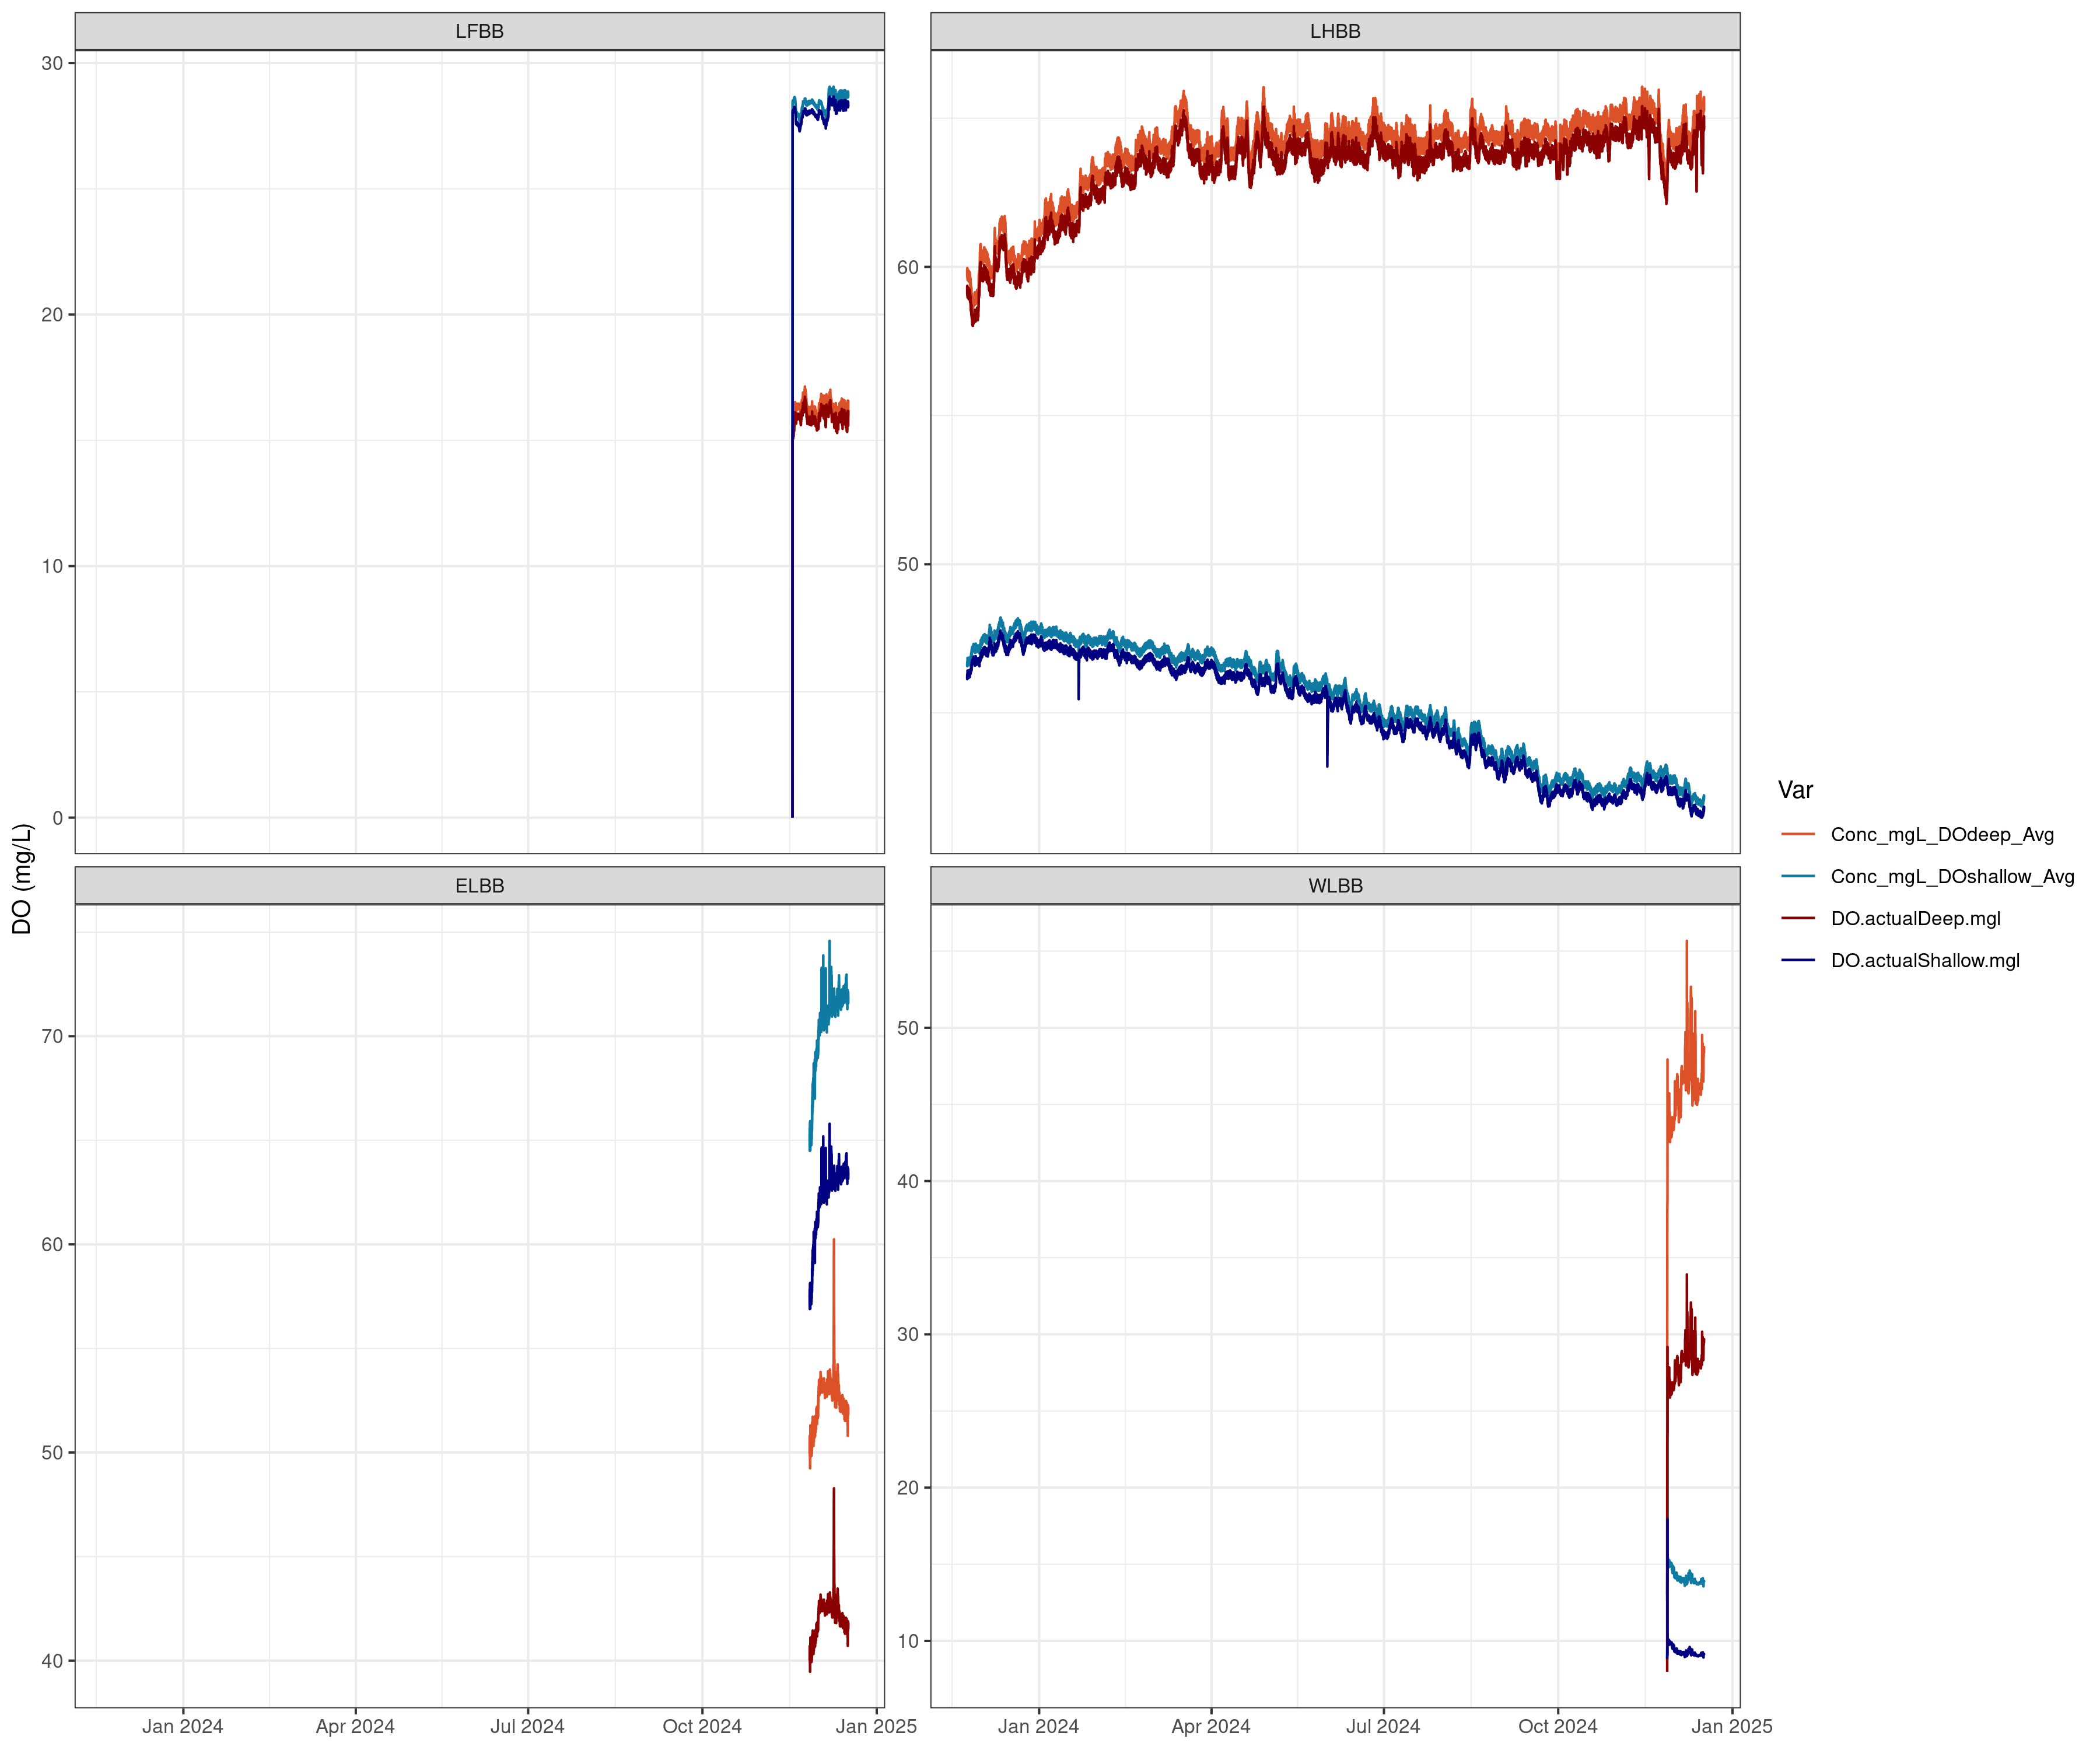 LFBB
LHBB
30
20
10
0
60
50
DO (mg/L)
ELBB
WLBB
70
60
50
40
50
40
30
20
10
Jan 2024
Apr 2024
Jul 2024
Oct 2024
Jan 2025
Jan 2024
Apr 2024
Jul 2024
Oct 2024
Jan 2025
Var
Conc_mgL_DOdeep_Avg
Conc_mgL_DOshallow_Avg
DO.actualDeep.mgl
DO.actualShallow.mgl